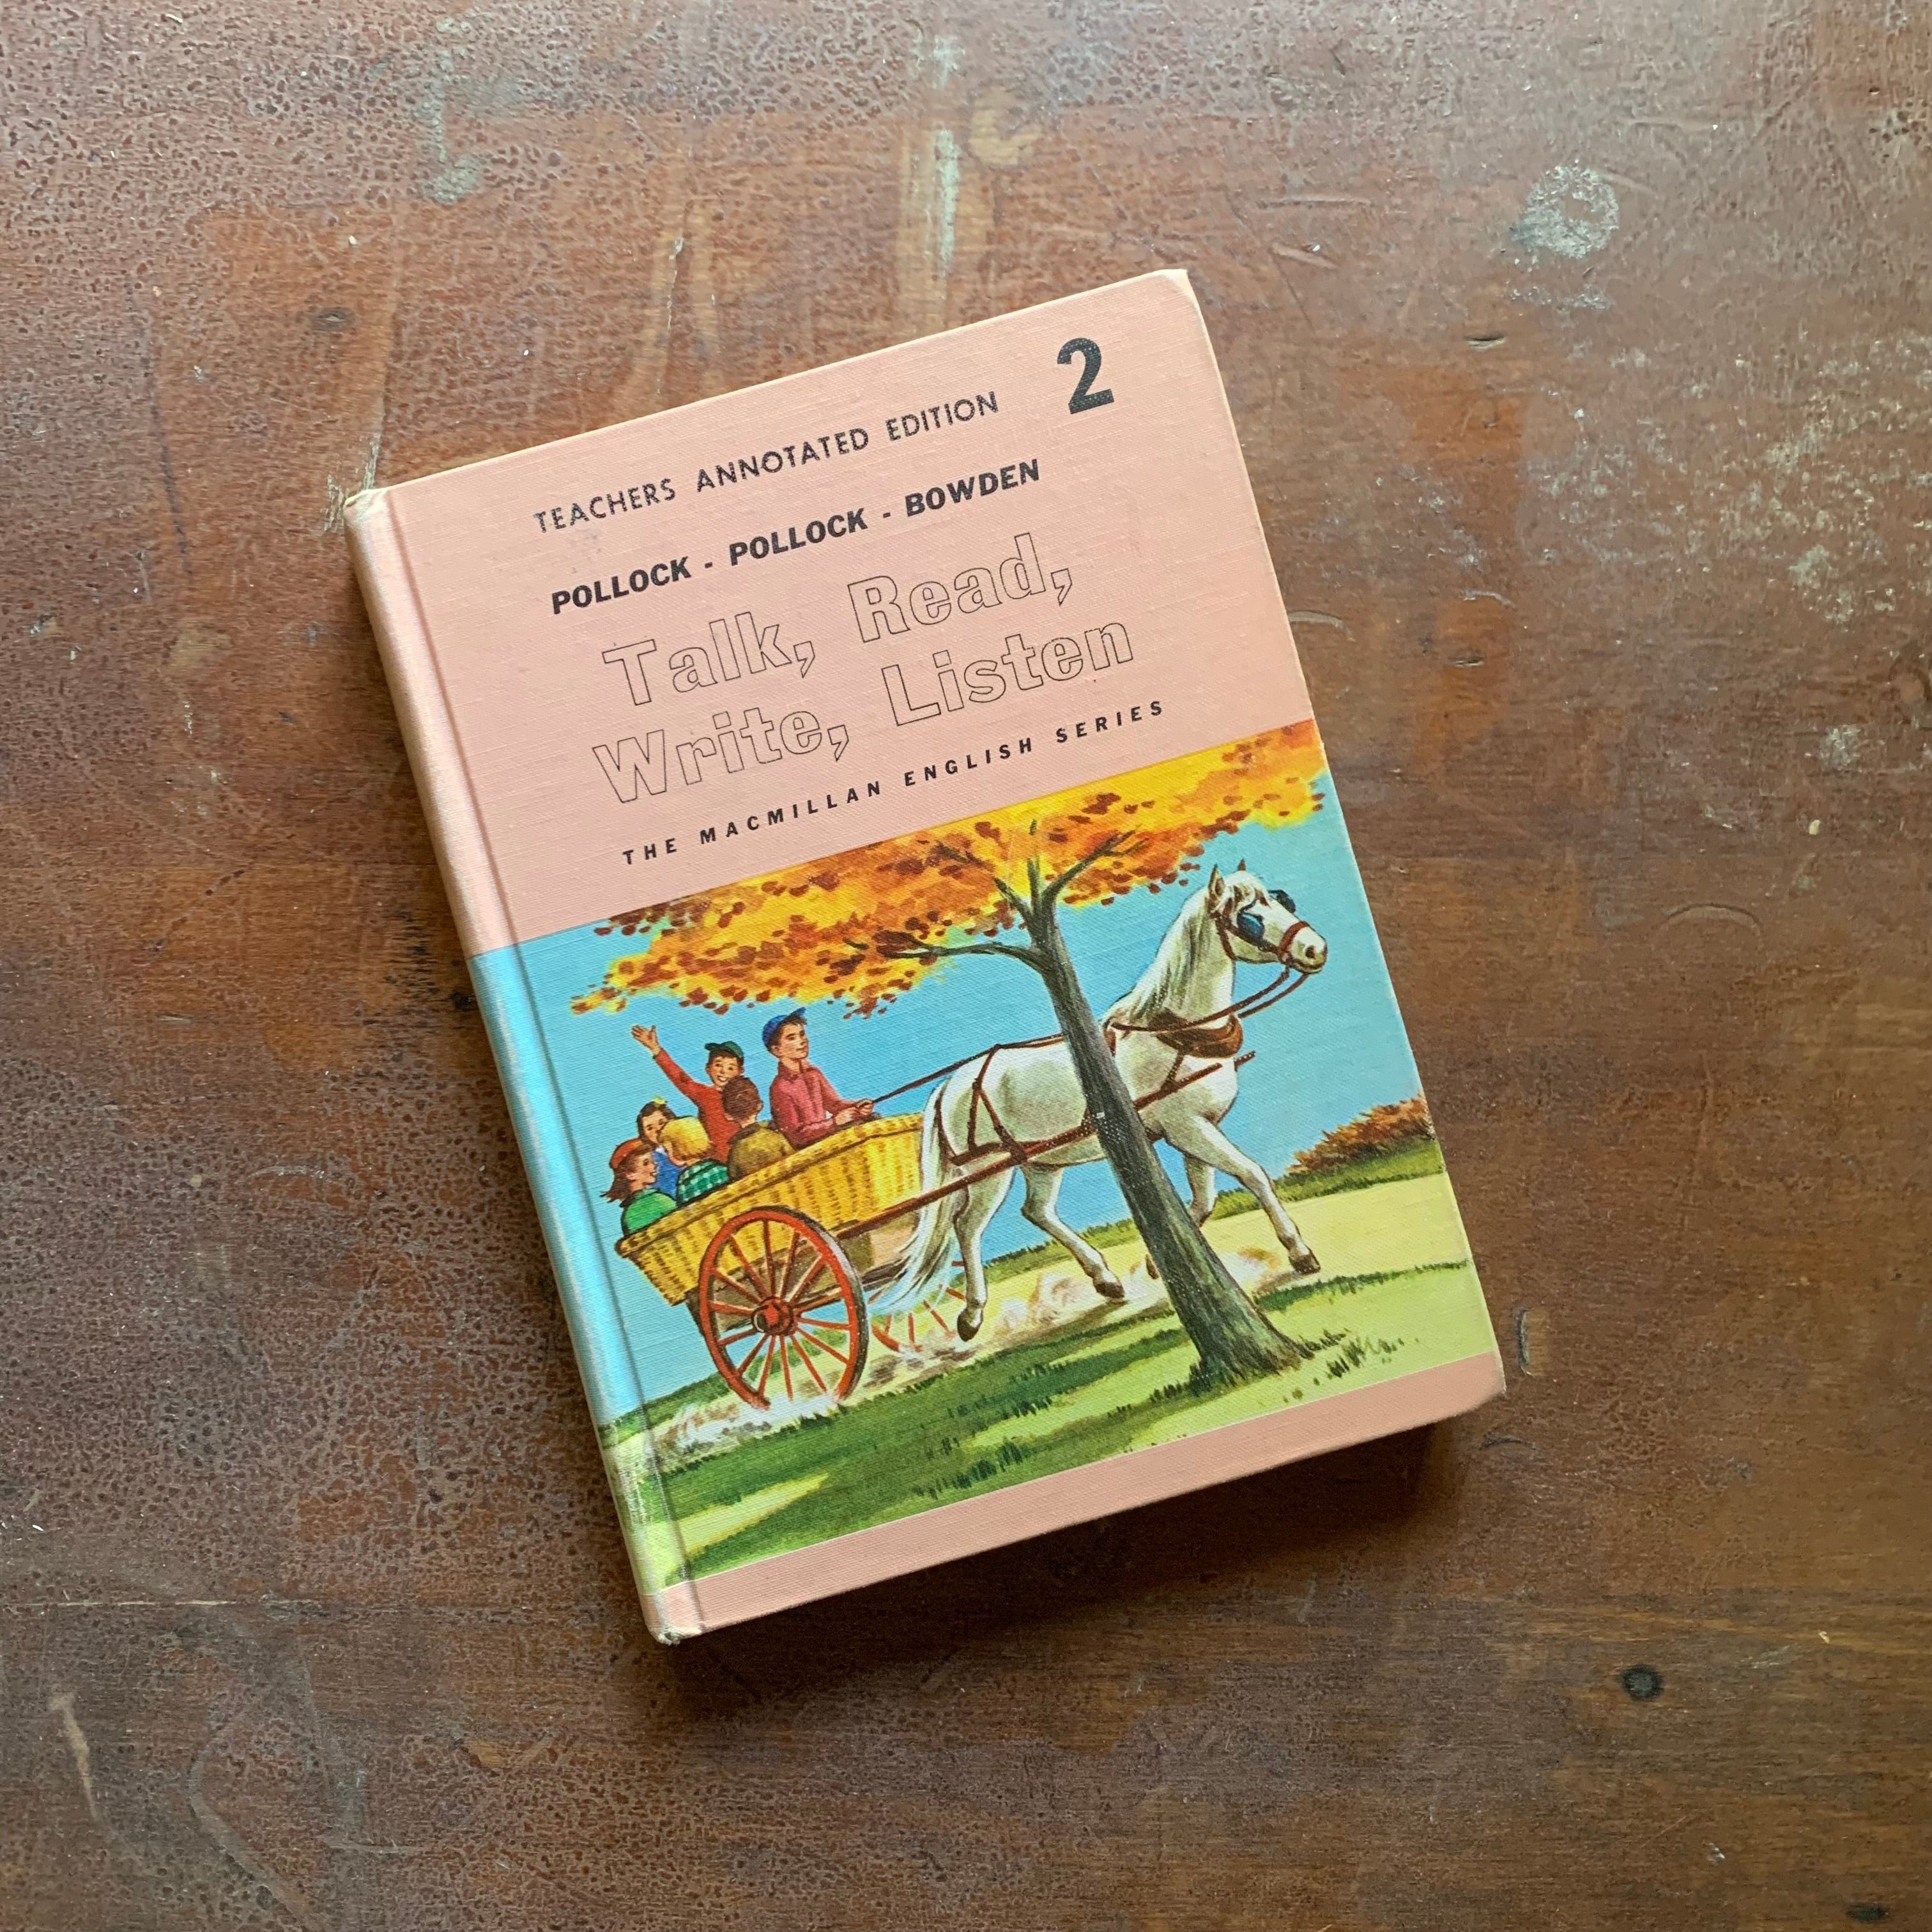 TEACHERS ANNOTATED EDITION 2
POLLOCK - POLLOCK - BOWDEN
Talk, Read,
Write, Listen
THE MACMILLAN ENGLISH SERIES